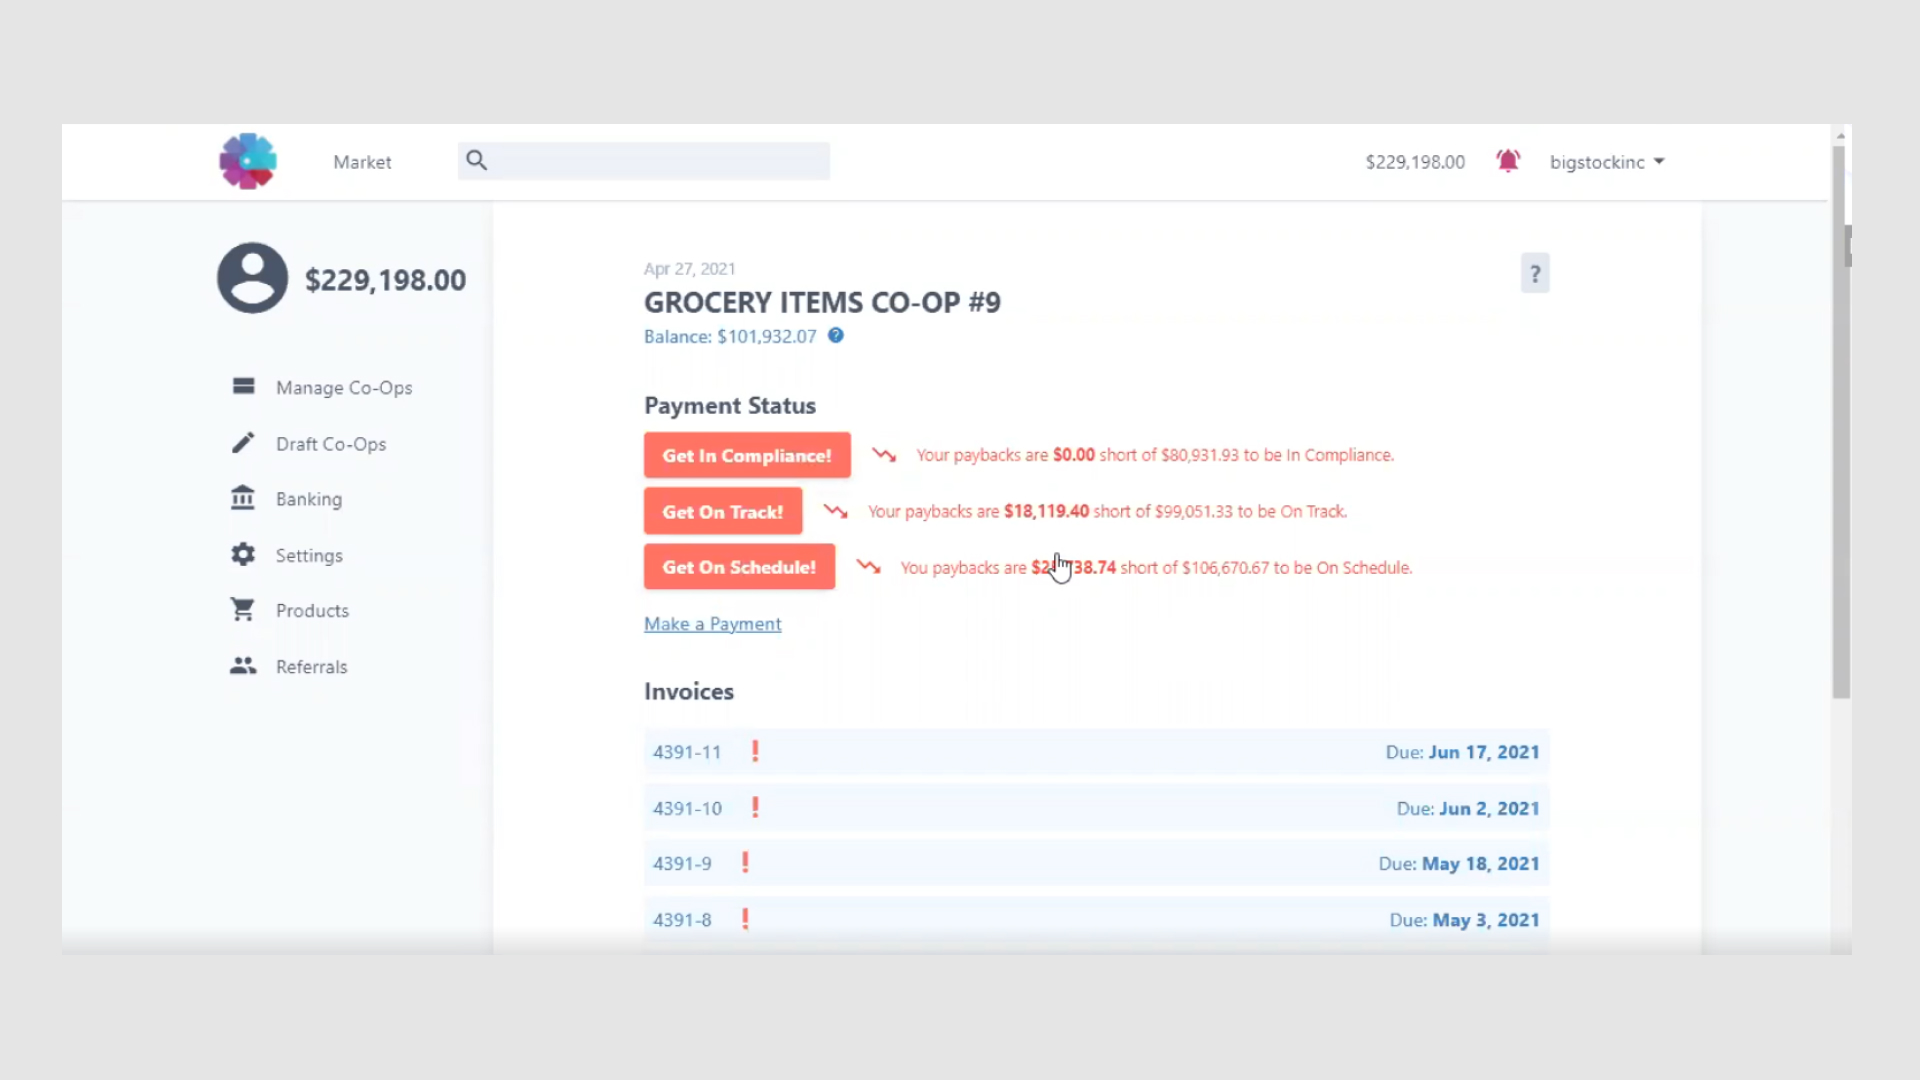 Market
$229,198.00
bigstockinc
$229,198.00
Manage Co-Ops
Draft Co-Ops
Banking
Settings
Products
Referrals
Apr 27, 2021
?
GROCERY ITEMS CO-OP #9
Balance: $101,932.07 ?
Payment Status
Get In Compliance! Your paybacks are $0.00 short of $80,931.93 to be In Compliance.
Get On Track! Your paybacks are $18,119.40 short of $99,051.33 to be On Track.
Get On Schedule! You paybacks are short of $106,670.67 to be On Schedule.
Make a Payment
Invoices
4391-11 ! Due: Jun 17, 2021
4391-10 ! Due: Jun 2, 2021
4391-9 ! Due: May 18, 2021
4391-8 ! Due: May 3, 2021